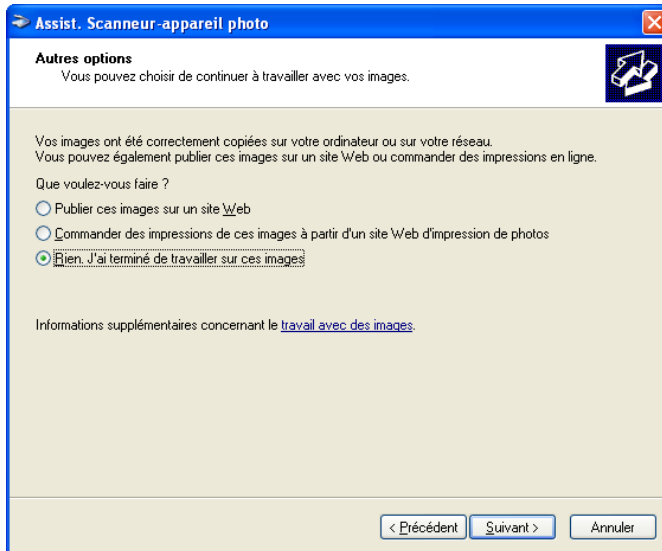 Assist. Scanneur-appareil photo
Autres options
Vous pouvez choisir de continuer à travailler avec vos images.
Vos images ont été correctement copiées sur votre ordinateur ou sur votre réseau.
Vous pouvez également publier ces images sur un site Web ou commander des impressions en ligne.
Que voulez-vous faire ?
Publier ces images sur un site Web
Commander des impressions de ces images à partir d'un site Web d'impression de photos
Rien. J'ai terminé de travailler sur ces images
Informations supplémentaires concernant le travail avec des images.
< Précédent Suivant > Annuler